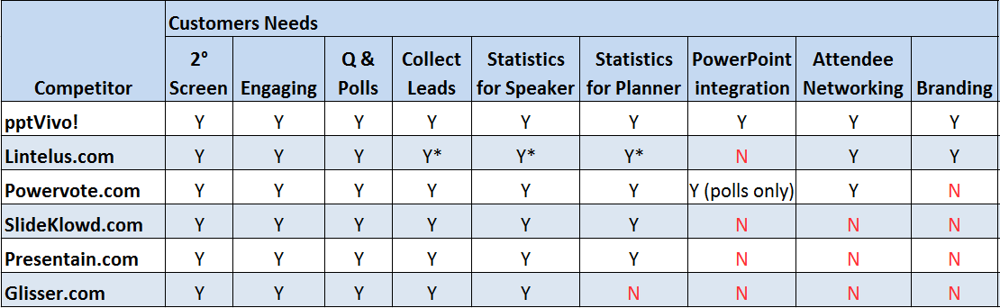 Customers Needs
Competitor 2° Screen Engaging Q & Polls Collect Leads Statistics for Speaker Statistics for Planner PowerPoint integration Attendee Networking Branding
pptVivo! Y Y Y Y Y Y Y Y Y
Lintelus.com Y Y Y Y* Y* Y* N Y Y
Powervote.com Y Y Y Y Y Y Y (polls only) Y N
SlideKlowd.com Y Y Y Y Y Y N N N
Presentain.com Y Y Y Y Y Y N N N
Glisser.com Y Y Y Y Y N N N N